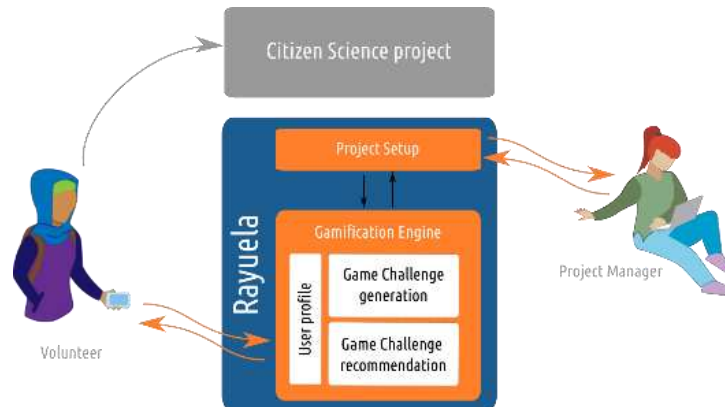 Citizen Science project
Project Setup
Rayuela
Gamification Engine
User profile
Game Challenge
generation
Game Challenge
recommendation
Volunteer
Project Manager